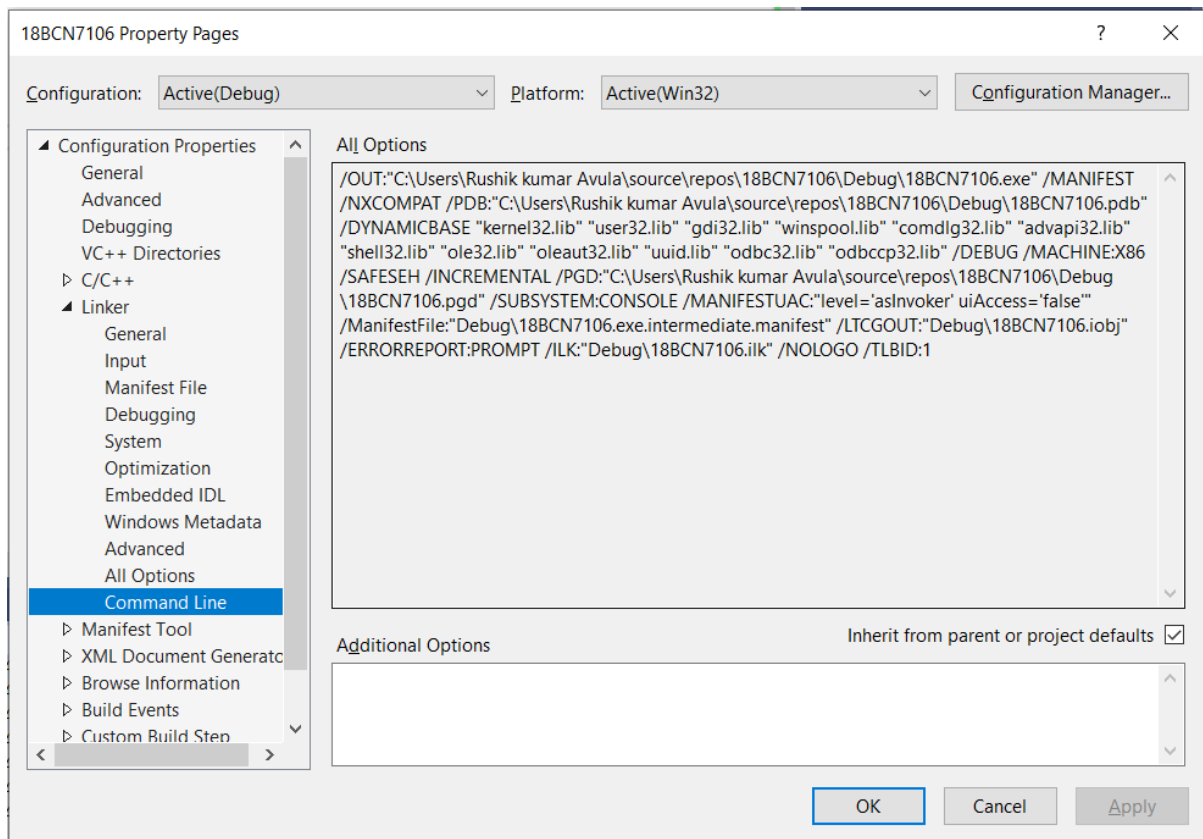 18BCN7106 Property Pages
?
Configuration:
Active(Debug)
Platform:
Active(Win32)
Configuration Manager...
Configuration Properties
General
Advanced
Debugging
VC++ Directories
C/C++
Linker
General
Input
Manifest File
Debugging
System
Optimization
Embedded IDL
Windows Metadata
Advanced
All Options
Command Line
Manifest Tool
XML Document Generato
Browse Information
Build Events
Custom Build Step
All Options
/OUT:"C:\Users\Rushik kumar Avula\source\repos\18BCN7106\Debug\18BCN7106.exe" /MANIFEST
/NXCOMPAT /PDB:"C:\Users\Rushik kumar Avula\source\repos\18BCN7106\Debug\18BCN7106.pdb"
/DYNAMICBASE "kernel32.lib" "user32.lib" "gdi32.lib" "winspool.lib" "comdlg32.lib" "advapi32.lib"
"shell32.lib" "ole32.lib" "oleaut32.lib" "uuid.lib" "odbc32.lib" "odbccp32.lib" /DEBUG /MACHINE:X86
/SAFESEH /INCREMENTAL /PGD:"C:\Users\Rushik kumar Avula\source\repos\18BCN7106\Debug
\18BCN7106.pgd" /SUBSYSTEM:CONSOLE /MANIFESTUAC:"level='asInvoker' uiAccess='false'"
/ManifestFile:"Debug\18BCN7106.exe.intermediate.manifest" /LTCGOUT:"Debug\18BCN7106.iobj"
/ERRORREPORT:PROMPT /ILK:"Debug\18BCN7106.ilk" /NOLOGO /TLBID:1
Inherit from parent or project defaults
Additional Options
OK
Cancel
Apply